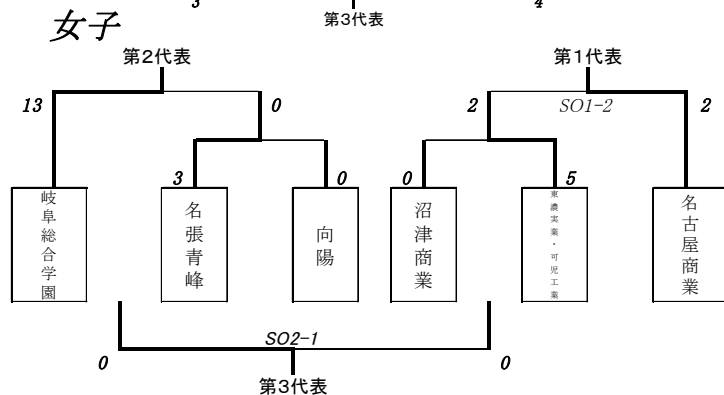 3 4
第3代表
女子
第2代表 第1代表
13 0 2 SO1-2 2
3 0 0 5
岐阜総合学園
名張青峰
向陽
沼津商業
東濃実業・可児工業
名古屋商業
SO2-1
0 0
第3代表